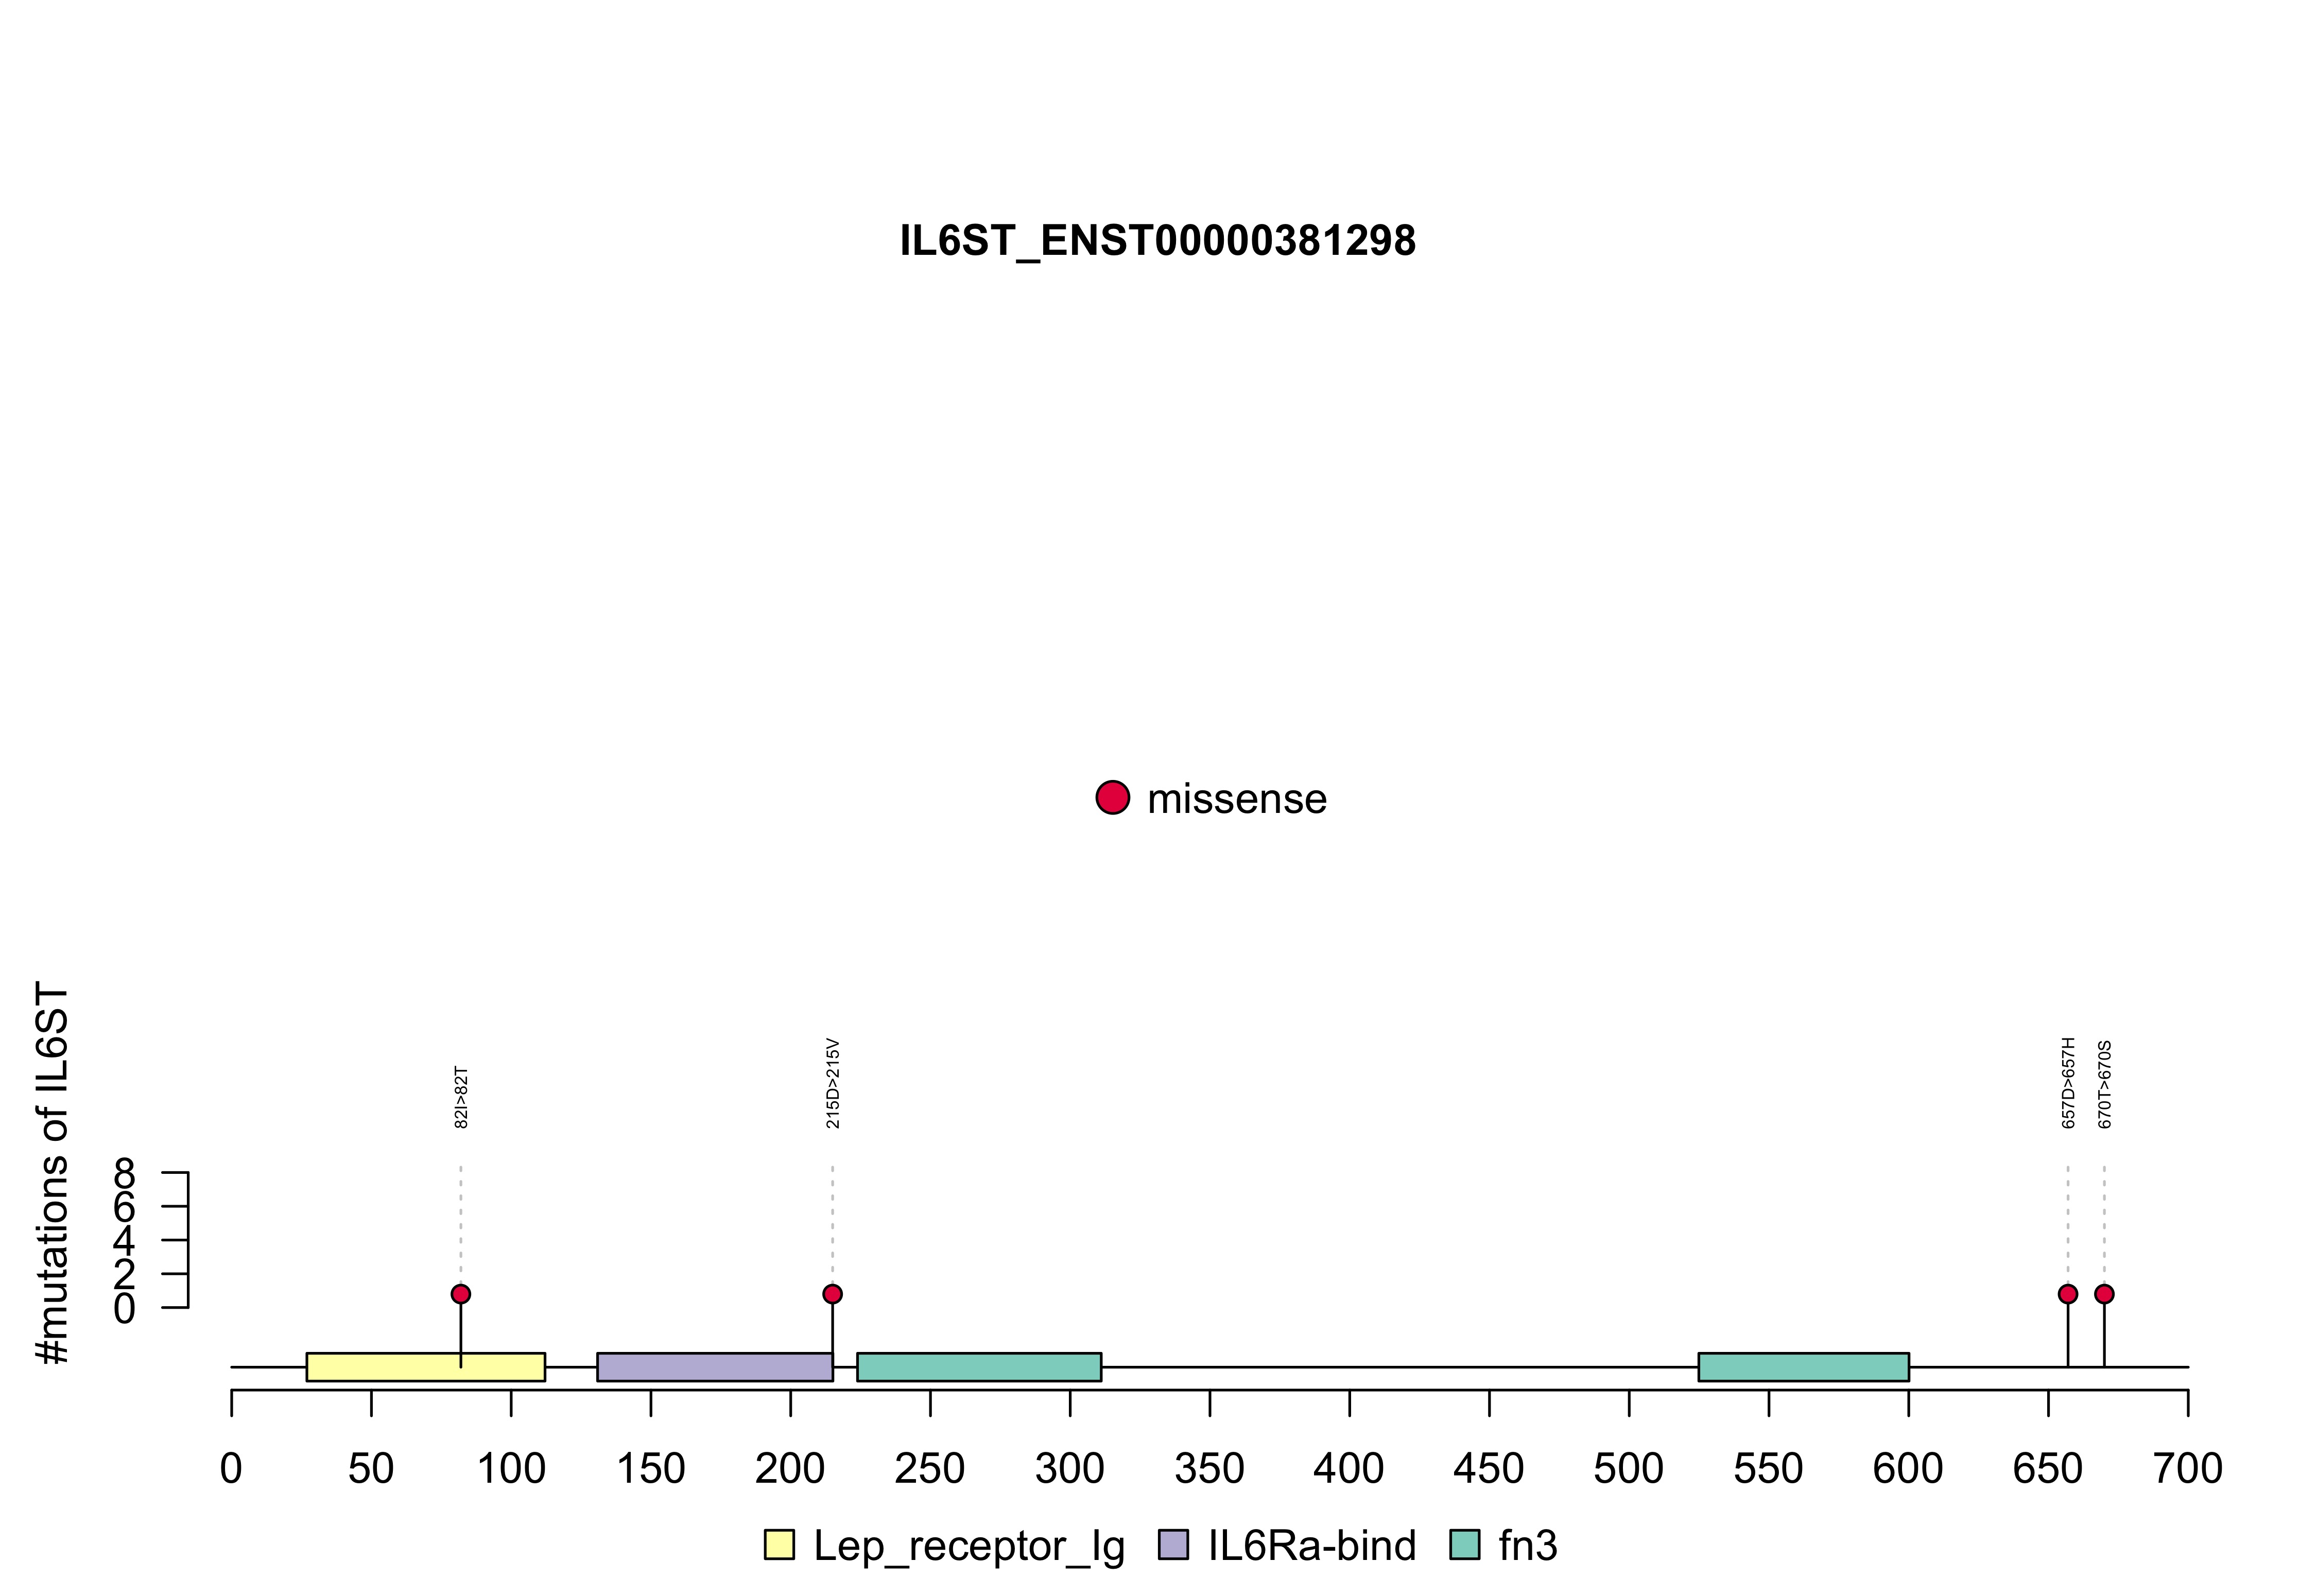 IL6ST_ENST00000381298
missense
#mutations of IL6ST
82I>82T
215D>215V
657D>657H
670T>670S
8
6
4
2
0
0 50 100 150 200 250 300 350 400 450 500 550 600 650 700
Lep_receptor_Ig IL6Ra-bind fn3